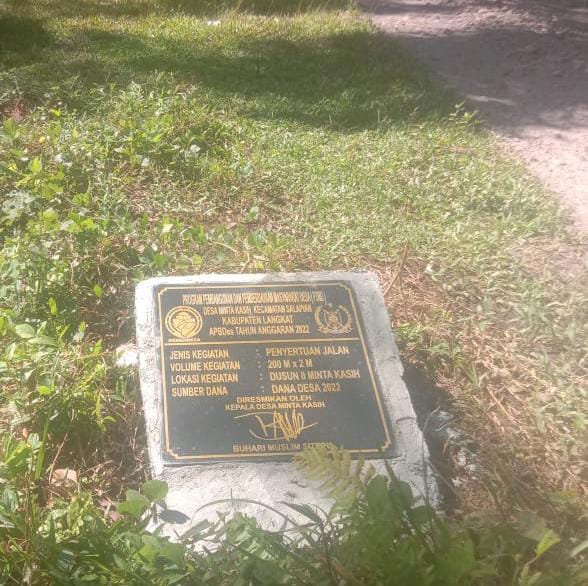 PROGRAM PEMBANGUNAN DAN PEMBERDAYAAN MASYARAKAT DESA
DESA MINTA KASIH, KECAMATAN SALAPIAN
KABUPATEN LANGKAT
APBDes TAHUN ANGGARAN 2022
KEMENDESA
JENIS KEGIATAN : PENYERTUAN JALAN
VOLUME KEGIATAN : 200 M x 2 M
LOKASI KEGIATAN : DUSUN II MINTA KASIH
SUMBER DANA : DANA DESA 2022
DIRESMIKAN OLEH
KEPALA DESA MINTA KASIH
BUHARI MUSLIM